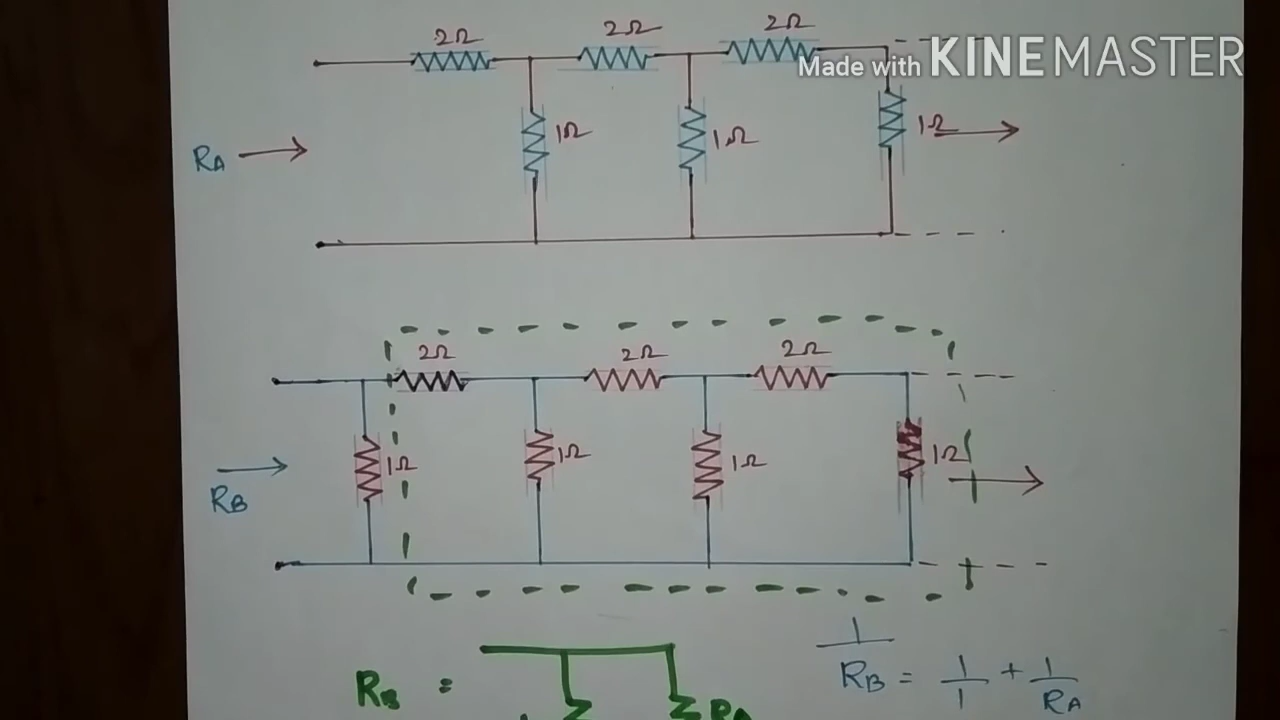 2Ω 2Ω 2Ω
Made with KINEMASTER
1Ω 1Ω 1Ω
RA
2Ω 2Ω 2Ω
1Ω 1Ω 1Ω 1Ω
RB
1/RB = 1/1 + 1/RA
RB = RA